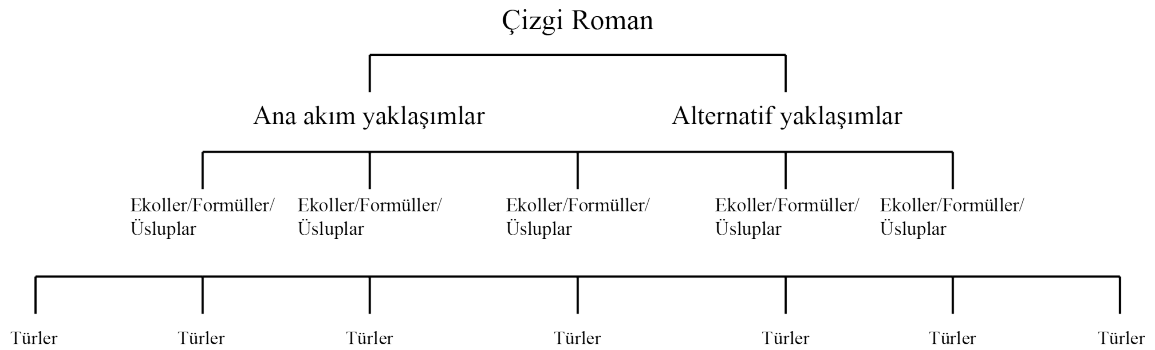 Çizgi Roman
Ana akım yaklaşımlar
Alternatif yaklaşımlar
Ekoller/Formüller/
Üsluplar
Ekoller/Formüller/
Üsluplar
Ekoller/Formüller/
Üsluplar
Ekoller/Formüller/
Üsluplar
Ekoller/Formüller/
Üsluplar
Türler
Türler
Türler
Türler
Türler
Türler
Türler